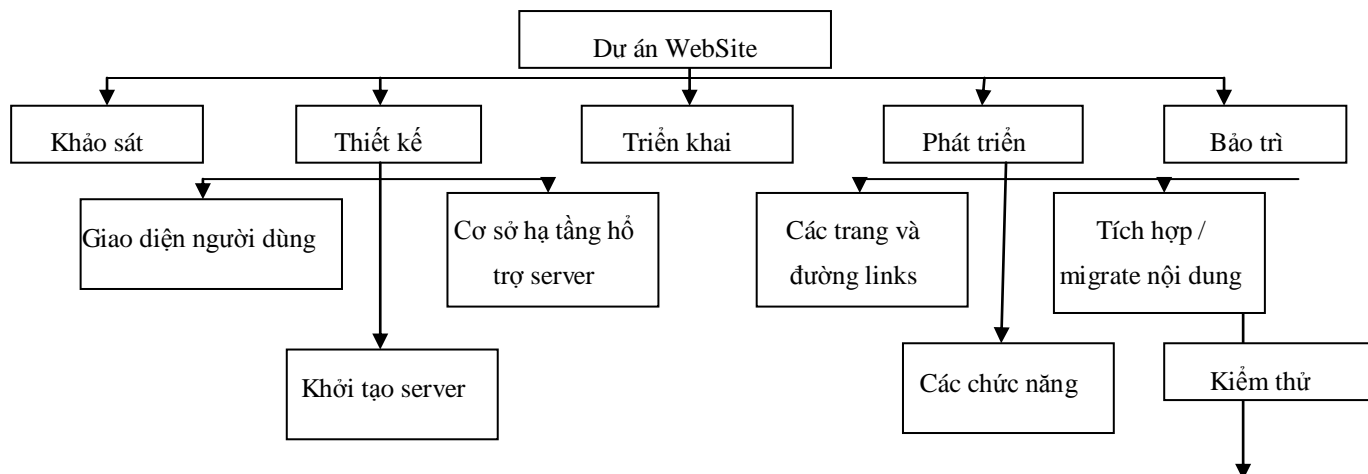 Dư án WebSite
Khảo sát
Thiết kế
Triển khai
Phát triển
Bảo trì
Giao diện người dùng
Cơ sở hạ tầng hổ
trợ server
Các trang và
đường links
Tích hợp /
migrate nội dung
Khởi tạo server
Các chức năng
Kiểm thử